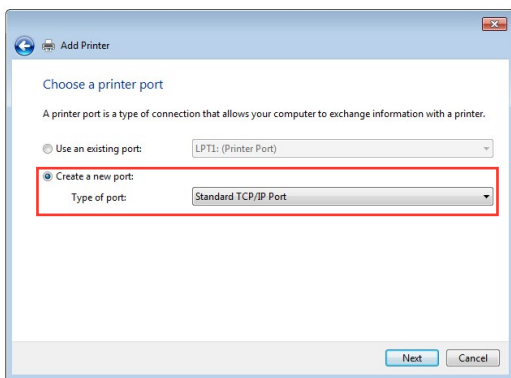 Add Printer
Choose a printer port
A printer port is a type of connection that allows your computer to exchange information with a printer.
Use an existing port: LPT1: (Printer Port)
Create a new port:
Type of port: Standard TCP/IP Port
Next Cancel